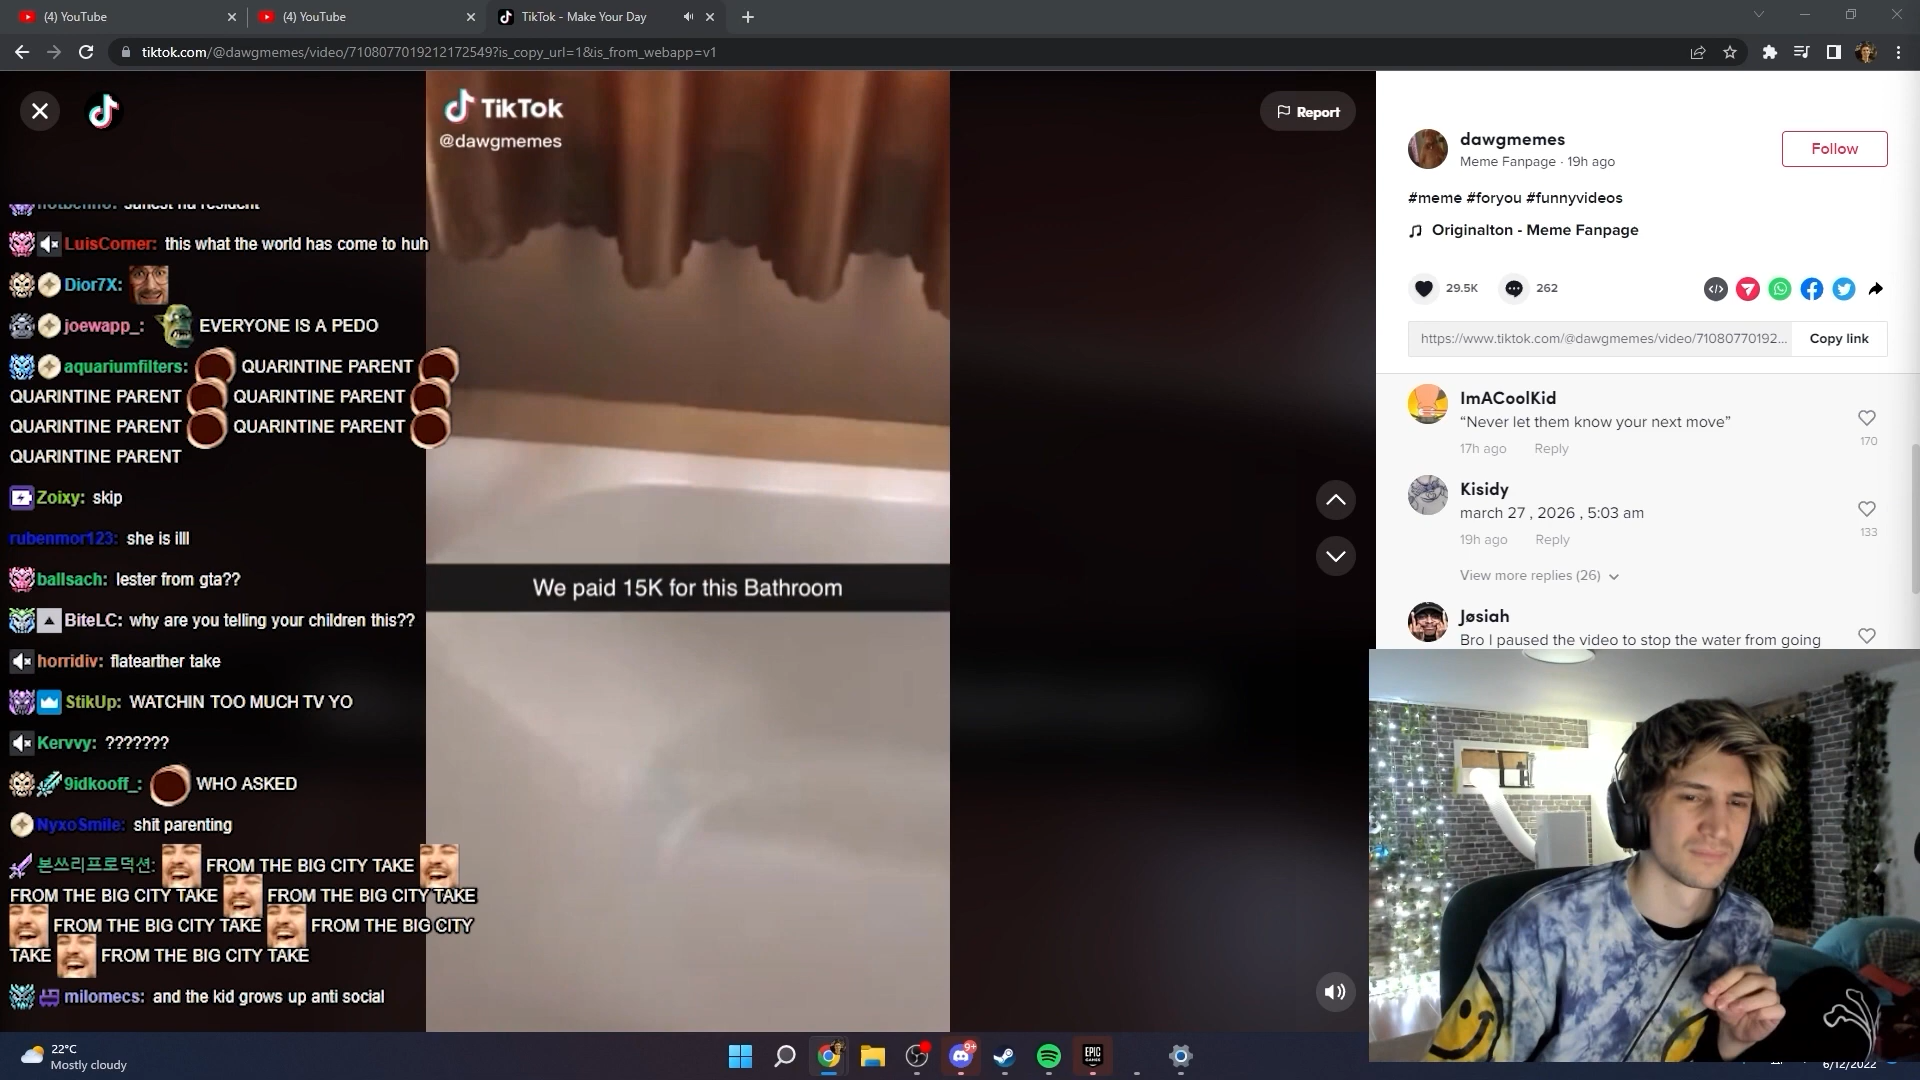 (4) YouTube
(4) YouTube
TikTok - Make Your Day
tiktok.com/@dawgmemes/video/7108077019212172549?is_copy_url=1&is_from_webapp=v1
TikTok
@dawgmemes
Report
LuisCorner: this what the world has come to huh
Dior7X:
joewapp_: EVERYONE IS A PEDO
aquariumfilters: QUARINTINE PARENT
QUARINTINE PARENT QUARINTINE PARENT
QUARINTINE PARENT QUARINTINE PARENT
QUARINTINE PARENT
Zoixy: skip
rubenmor123: she is illl
ballsach: lester from gta??
BiteLC: why are you telling your children this??
horridiv: flatearther take
StikUp: WATCHIN TOO MUCH TV YO
Kervvy: ???????
9idkooff_: WHO ASKED
NyxoSmile: shit parenting
본쓰리프로덕션: FROM THE BIG CITY TAKE
FROM THE BIG CITY TAKE FROM THE BIG CITY TAKE
FROM THE BIG CITY TAKE FROM THE BIG CITY
TAKE FROM THE BIG CITY TAKE
milomecs: and the kid grows up anti social
We paid 15K for this Bathroom
dawgmemes
Meme Fanpage · 19h ago
Follow
#meme #foryou #funnyvideos
Originalton - Meme Fanpage
29.5K
262
https://www.tiktok.com/@dawgmemes/video/71080770192...
Copy link
ImACoolKid
“Never let them know your next move”
17h ago Reply
170
Kisidy
march 27 , 2026 , 5:03 am
19h ago Reply
133
View more replies (26)
Jøsiah
Bro I paused the video to stop the water from going
22°C
Mostly cloudy
9+
EPIC
GAMES
6/12/2022